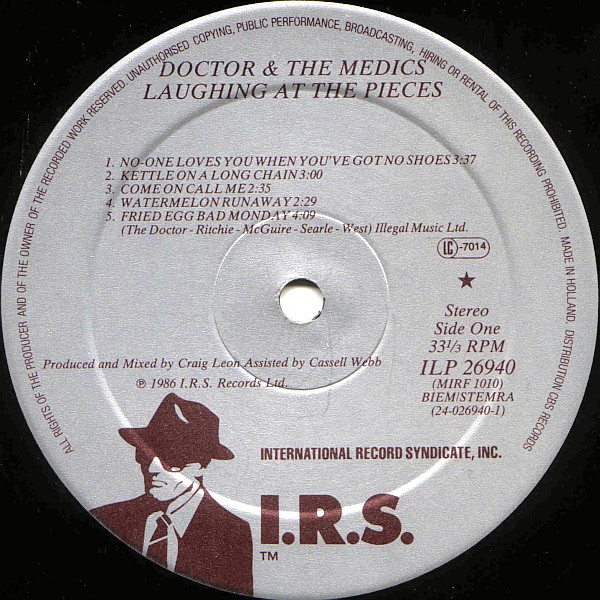 ALL RIGHTS OF THE PRODUCER AND OF THE OWNER OF THE RECORDED WORK RESERVED. UNAUTHORISED COPYING, PUBLIC PERFORMANCE, BROADCASTING, HIRING OR RENTAL OF THIS RECORDING PROHIBITED. MADE IN HOLLAND. DISTRIBUTION CBS RECORDS
DOCTOR & THE MEDICS
LAUGHING AT THE PIECES
1. NO-ONE LOVES YOU WHEN YOU'VE GOT NO SHOES 3:37
2. KETTLE ON A LONG CHAIN 3:00
3. COME ON CALL ME 2:35
4. WATERMELON RUNAWAY 2:29
5. FRIED EGG BAD MONDAY 4:09
(The Doctor - Ritchie - McGuire - Searle - West) Illegal Music Ltd.
LC-7014
★
Stereo
Side One
33 1/3 RPM
ILP 26940
(MIRF 1010)
BIEM/STEMRA
(24-026940-1)
Produced and Mixed by Craig Leon Assisted by Cassell Webb
℗ 1986 I.R.S. Records Ltd.
INTERNATIONAL RECORD SYNDICATE, INC.
I.R.S.
TM